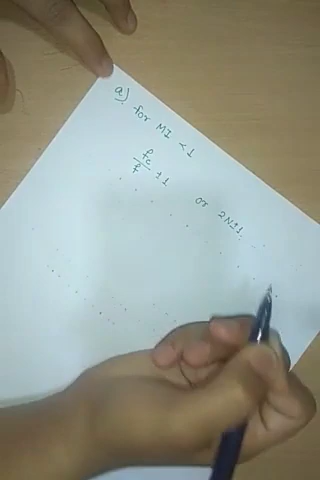 a) for MI < 1
fc/f ± 1 or 2N±1